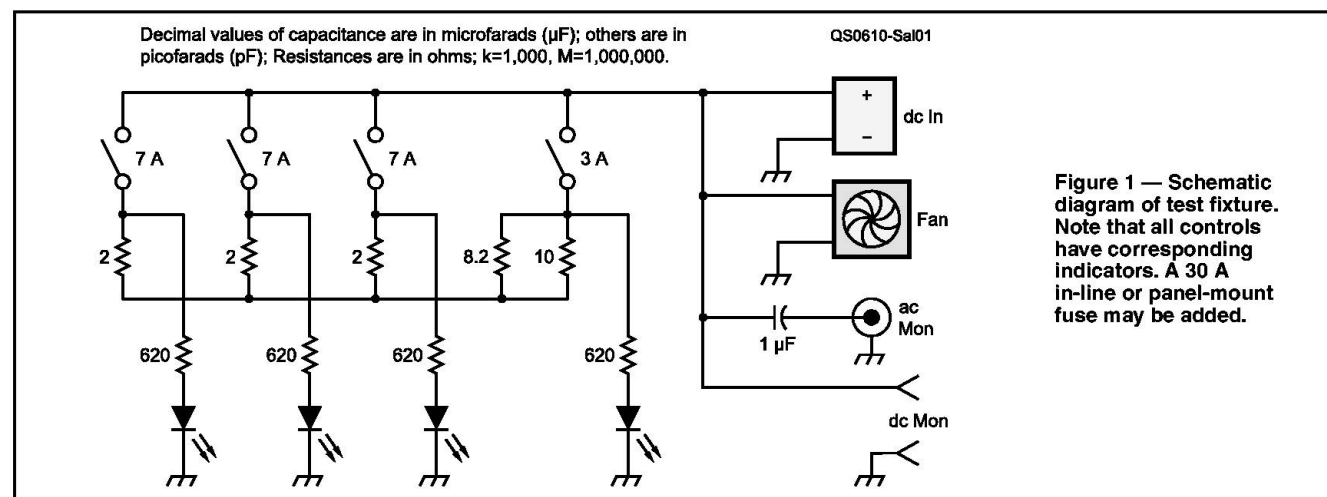 Decimal values of capacitance are in microfarads (µF); others are in
picofarads (pF); Resistances are in ohms; k=1,000, M=1,000,000.
QS0610-Sal01
+
–
dc In
7 A
7 A
7 A
3 A
Fan
2
2
2
8.2
10
ac
Mon
1 µF
620
620
620
620
dc Mon
Figure 1 — Schematic
diagram of test fixture.
Note that all controls
have corresponding
indicators. A 30 A
in-line or panel-mount
fuse may be added.